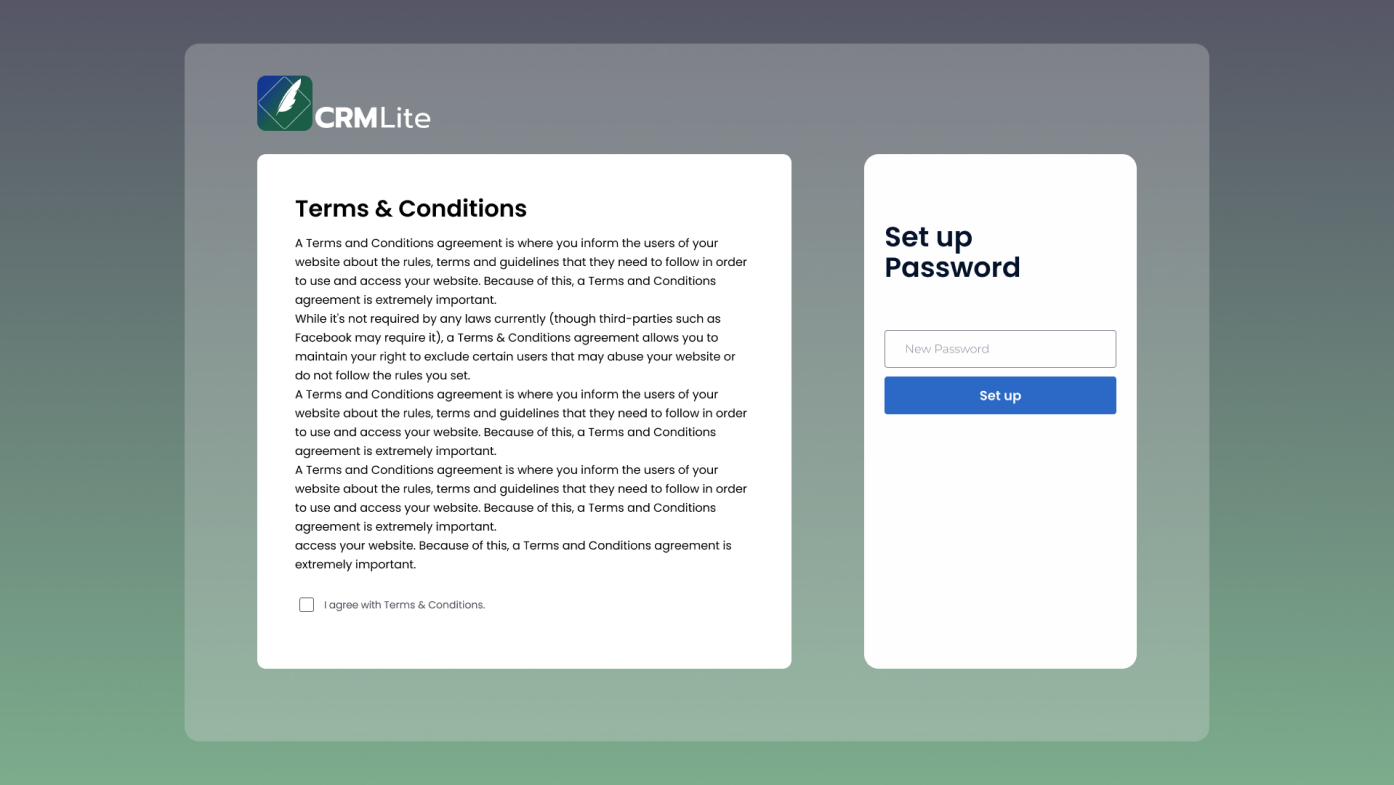 CRMLite
Terms & Conditions
A Terms and Conditions agreement is where you inform the users of your
website about the rules, terms and guidelines that they need to follow in order
to use and access your website. Because of this, a Terms and Conditions
agreement is extremely important.
While it's not required by any laws currently (though third-parties such as
Facebook may require it), a Terms & Conditions agreement allows you to
maintain your right to exclude certain users that may abuse your website or
do not follow the rules you set.
A Terms and Conditions agreement is where you inform the users of your
website about the rules, terms and guidelines that they need to follow in order
to use and access your website. Because of this, a Terms and Conditions
agreement is extremely important.
A Terms and Conditions agreement is where you inform the users of your
website about the rules, terms and guidelines that they need to follow in order
to use and access your website. Because of this, a Terms and Conditions
agreement is extremely important.
access your website. Because of this, a Terms and Conditions agreement is
extremely important.
I agree with Terms & Conditions.
Set up
Password
New Password
Set up